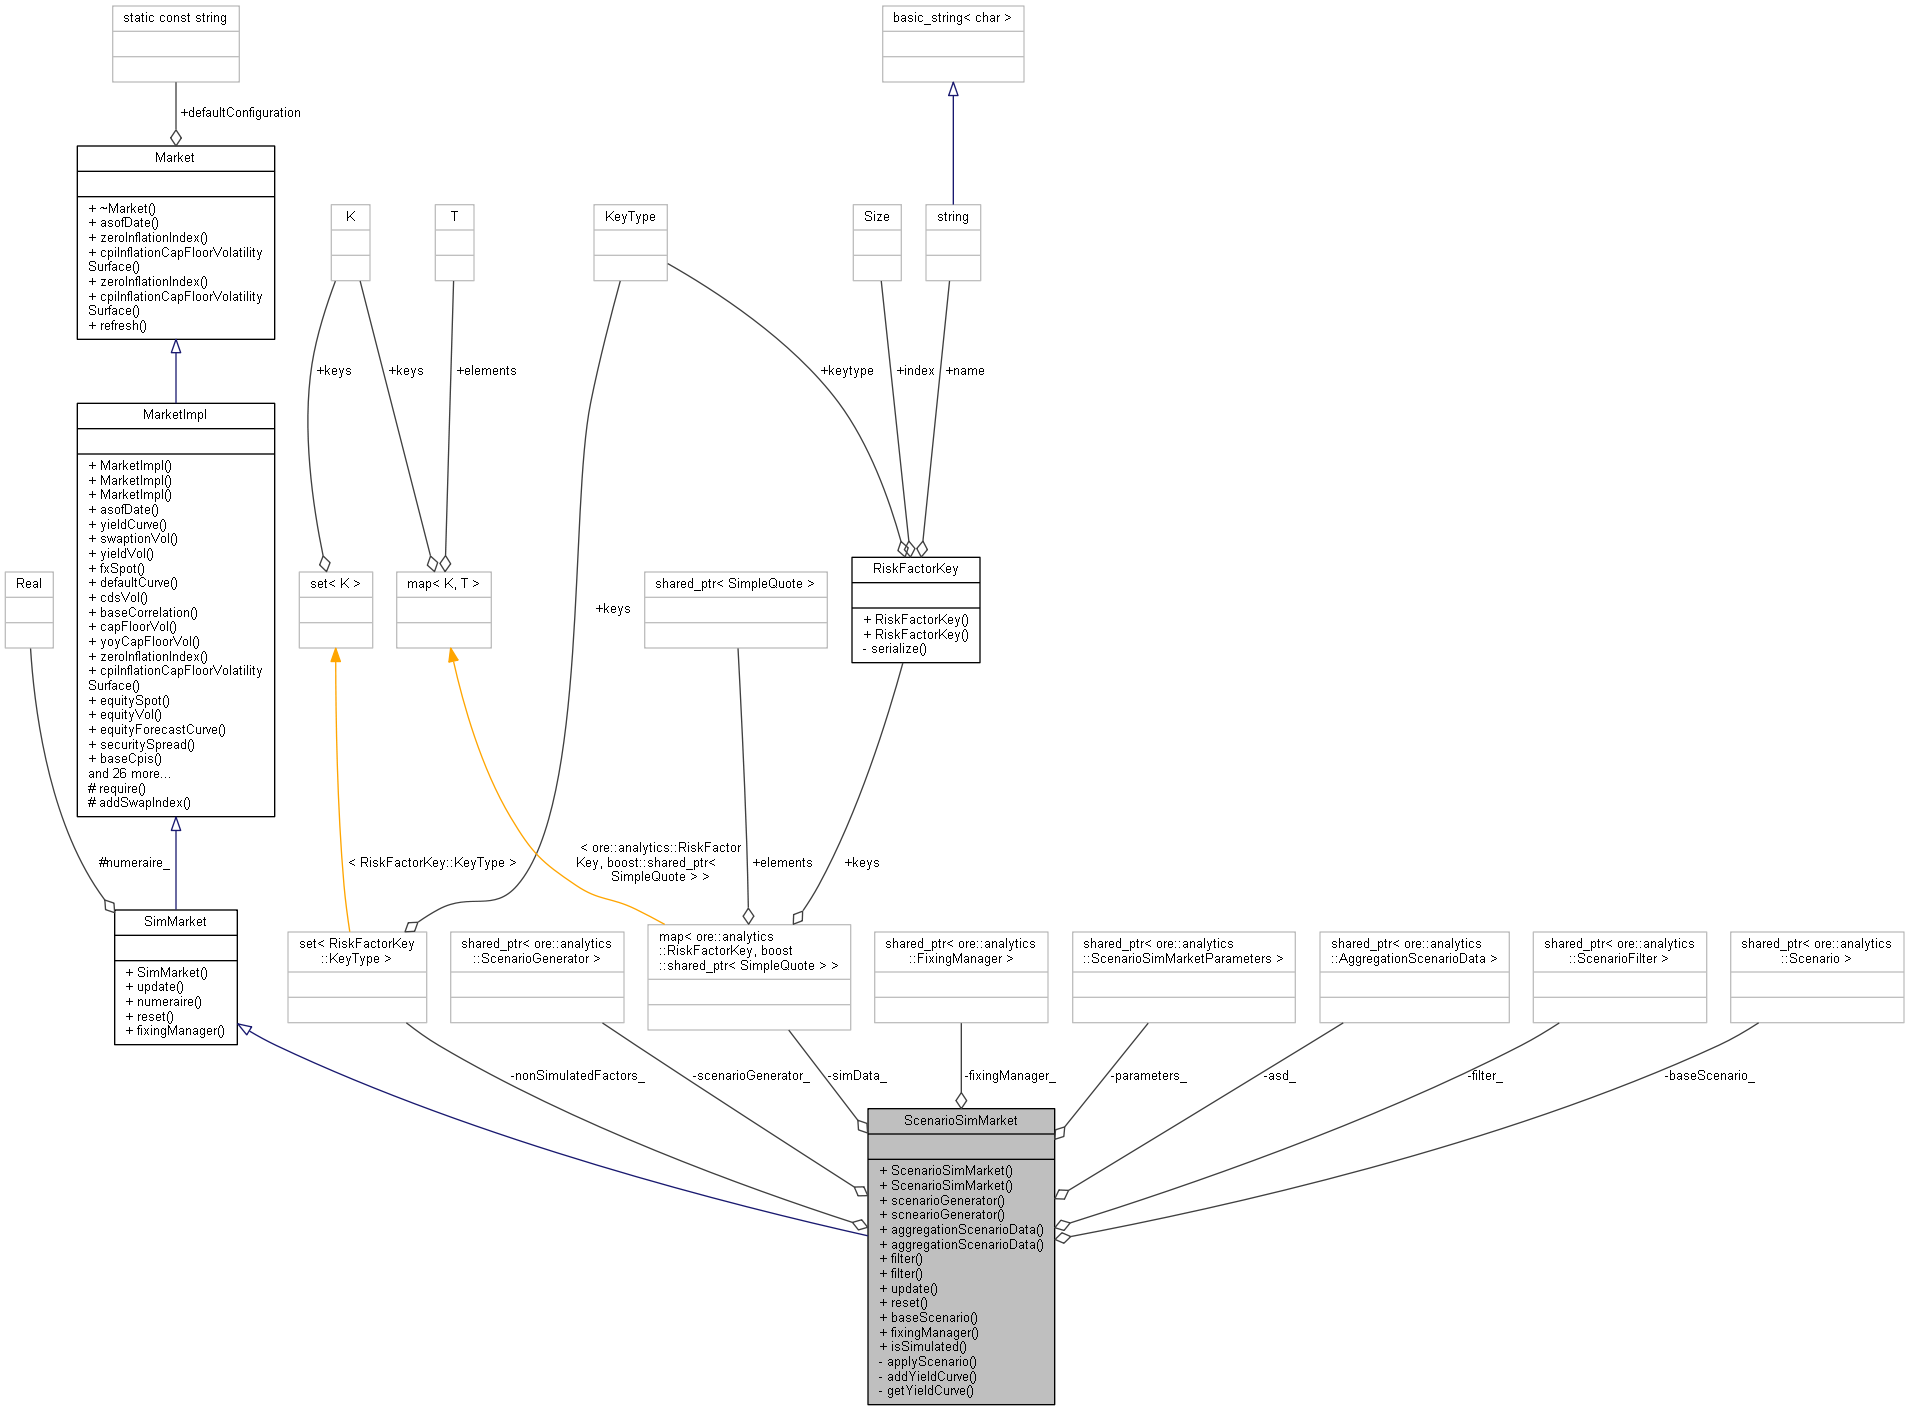 static const string
basic_string< char >
+defaultConfiguration
Market
+ ~Market()
+ asofDate()
+ zeroInflationIndex()
+ cpiInflationCapFloorVolatility
Surface()
+ zeroInflationIndex()
+ cpiInflationCapFloorVolatility
Surface()
+ refresh()
K
T
KeyType
Size
string
+keys
+keys
+elements
+keytype
+index
+name
MarketImpl
+ MarketImpl()
+ MarketImpl()
+ MarketImpl()
+ asofDate()
+ yieldCurve()
+ swaptionVol()
+ yieldVol()
+ fxSpot()
+ defaultCurve()
+ cdsVol()
+ baseCorrelation()
+ capFloorVol()
+ yoyCapFloorVol()
+ zeroInflationIndex()
+ cpiInflationCapFloorVolatility
Surface()
+ equitySpot()
+ equityVol()
+ equityForecastCurve()
+ securitySpread()
+ baseCpis()
and 26 more...
# require()
# addSwapIndex()
Real
set< K >
map< K, T >
+keys
shared_ptr< SimpleQuote >
RiskFactorKey
+ RiskFactorKey()
+ RiskFactorKey()
- serialize()
#numeraire_
< RiskFactorKey::KeyType >
< ore::analytics::RiskFactor
Key, boost::shared_ptr<
SimpleQuote > >
+elements
+keys
SimMarket
+ SimMarket()
+ update()
+ numeraire()
+ reset()
+ fixingManager()
set< RiskFactorKey
::KeyType >
shared_ptr< ore::analytics
::ScenarioGenerator >
map< ore::analytics
::RiskFactorKey, boost
::shared_ptr< SimpleQuote > >
shared_ptr< ore::analytics
::FixingManager >
shared_ptr< ore::analytics
::ScenarioSimMarketParameters >
shared_ptr< ore::analytics
::AggregationScenarioData >
shared_ptr< ore::analytics
::ScenarioFilter >
shared_ptr< ore::analytics
::Scenario >
-nonSimulatedFactors_
-scenarioGenerator_
-simData_
-fixingManager_
-parameters_
-asd_
-filter_
-baseScenario_
ScenarioSimMarket
+ ScenarioSimMarket()
+ ScenarioSimMarket()
+ scenarioGenerator()
+ scnearioGenerator()
+ aggregationScenarioData()
+ aggregationScenarioData()
+ filter()
+ filter()
+ update()
+ reset()
+ baseScenario()
+ fixingManager()
+ isSimulated()
- applyScenario()
- addYieldCurve()
- getYieldCurve()